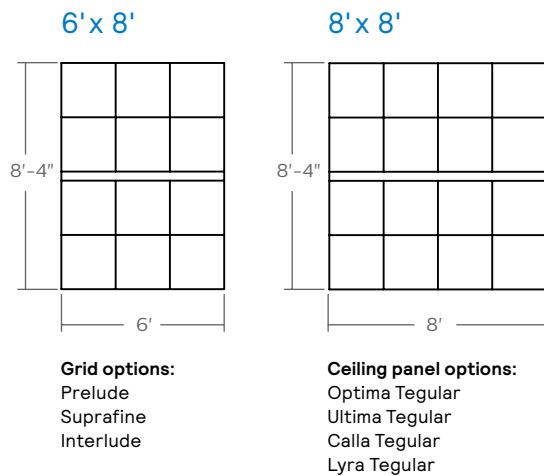 6' x 8'
8'-4"
6'
8' x 8'
8'-4"
8'
Grid options:
Prelude
Suprafine
Interlude
Ceiling panel options:
Optima Tegular
Ultima Tegular
Calla Tegular
Lyra Tegular